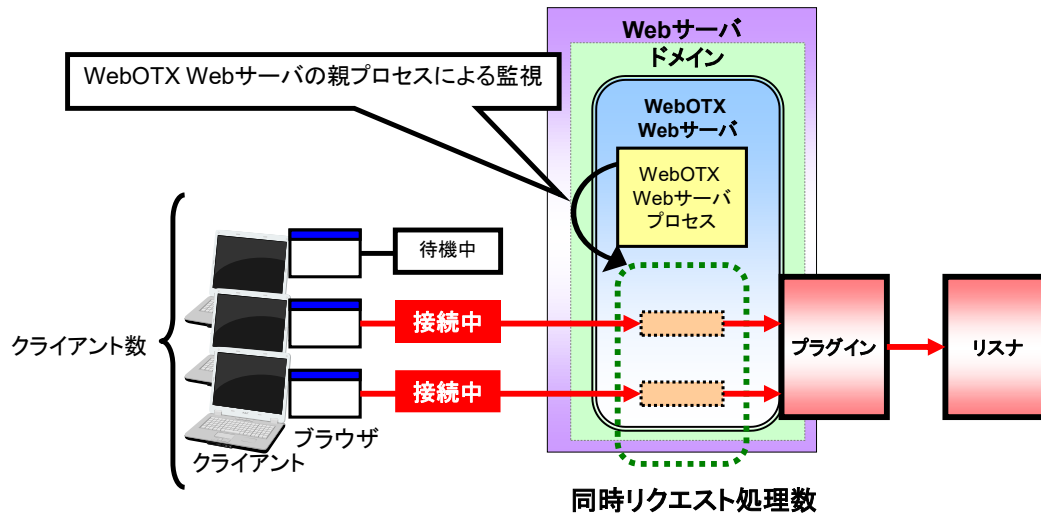 Webサーバ
ドメイン
WebOTX Webサーバの親プロセスによる監視
WebOTX
Webサーバ
WebOTX
Webサーバ
プロセス
待機中
接続中
クライアント数
プラグイン
リスナ
接続中
ブラウザ
クライアント
同時リクエスト処理数